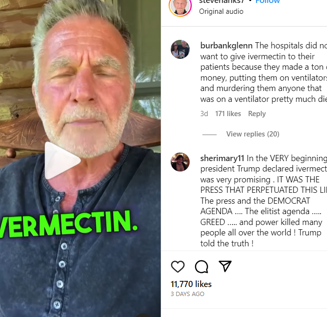 stevehanks7 • Follow
Original audio
VERMECTIN.
burbankglenn The hospitals did no
want to give ivermectin to their
patients because they made a ton
money, putting them on ventilators
and murdering them anyone that
was on a ventilator pretty much die
3d 171 likes Reply
View replies (20)
sherimary11 In the VERY beginning
president Trump declared ivermect
was very promising . IT WAS THE
PRESS THAT PERPETUATED THIS LI
The press and the DEMOCRAT
AGENDA .... The elitist agenda .....
GREED ..... and power killed many
people all over the world ! Trump
told the truth !
11,770 likes
3 DAYS AGO